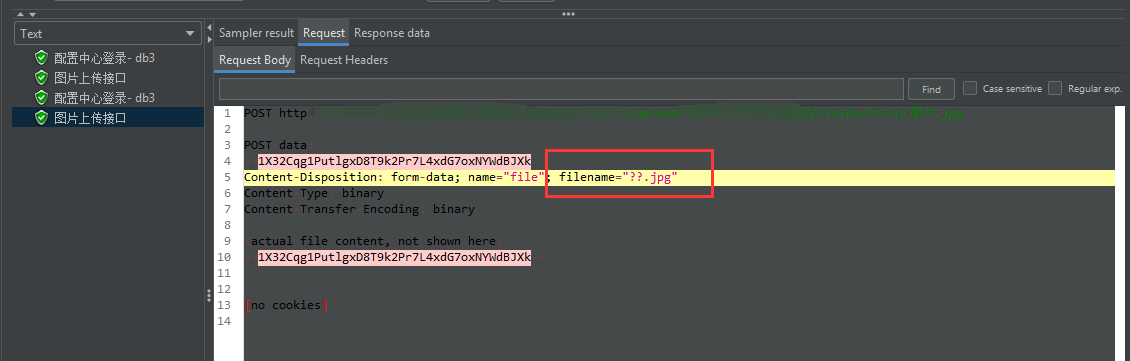 Text
配置中心登录- db3
图片上传接口
配置中心登录- db3
图片上传接口
Sampler result Request Response data
Request Body Request Headers
Find Case sensitive Regular exp.
1 POST http
2
3 POST data:
4 1X32Cqg1PutlgxD8T9k2Pr7L4xdG7oxNYWdBJXk
5 Content-Disposition: form-data; name="file"; filename="??.jpg"
6 Content Type: binary
7 Content Transfer Encoding: binary
8
9 actual file content, not shown here
10 1X32Cqg1PutlgxD8T9k2Pr7L4xdG7oxNYWdBJXk
11
12
13 [no cookies]
14